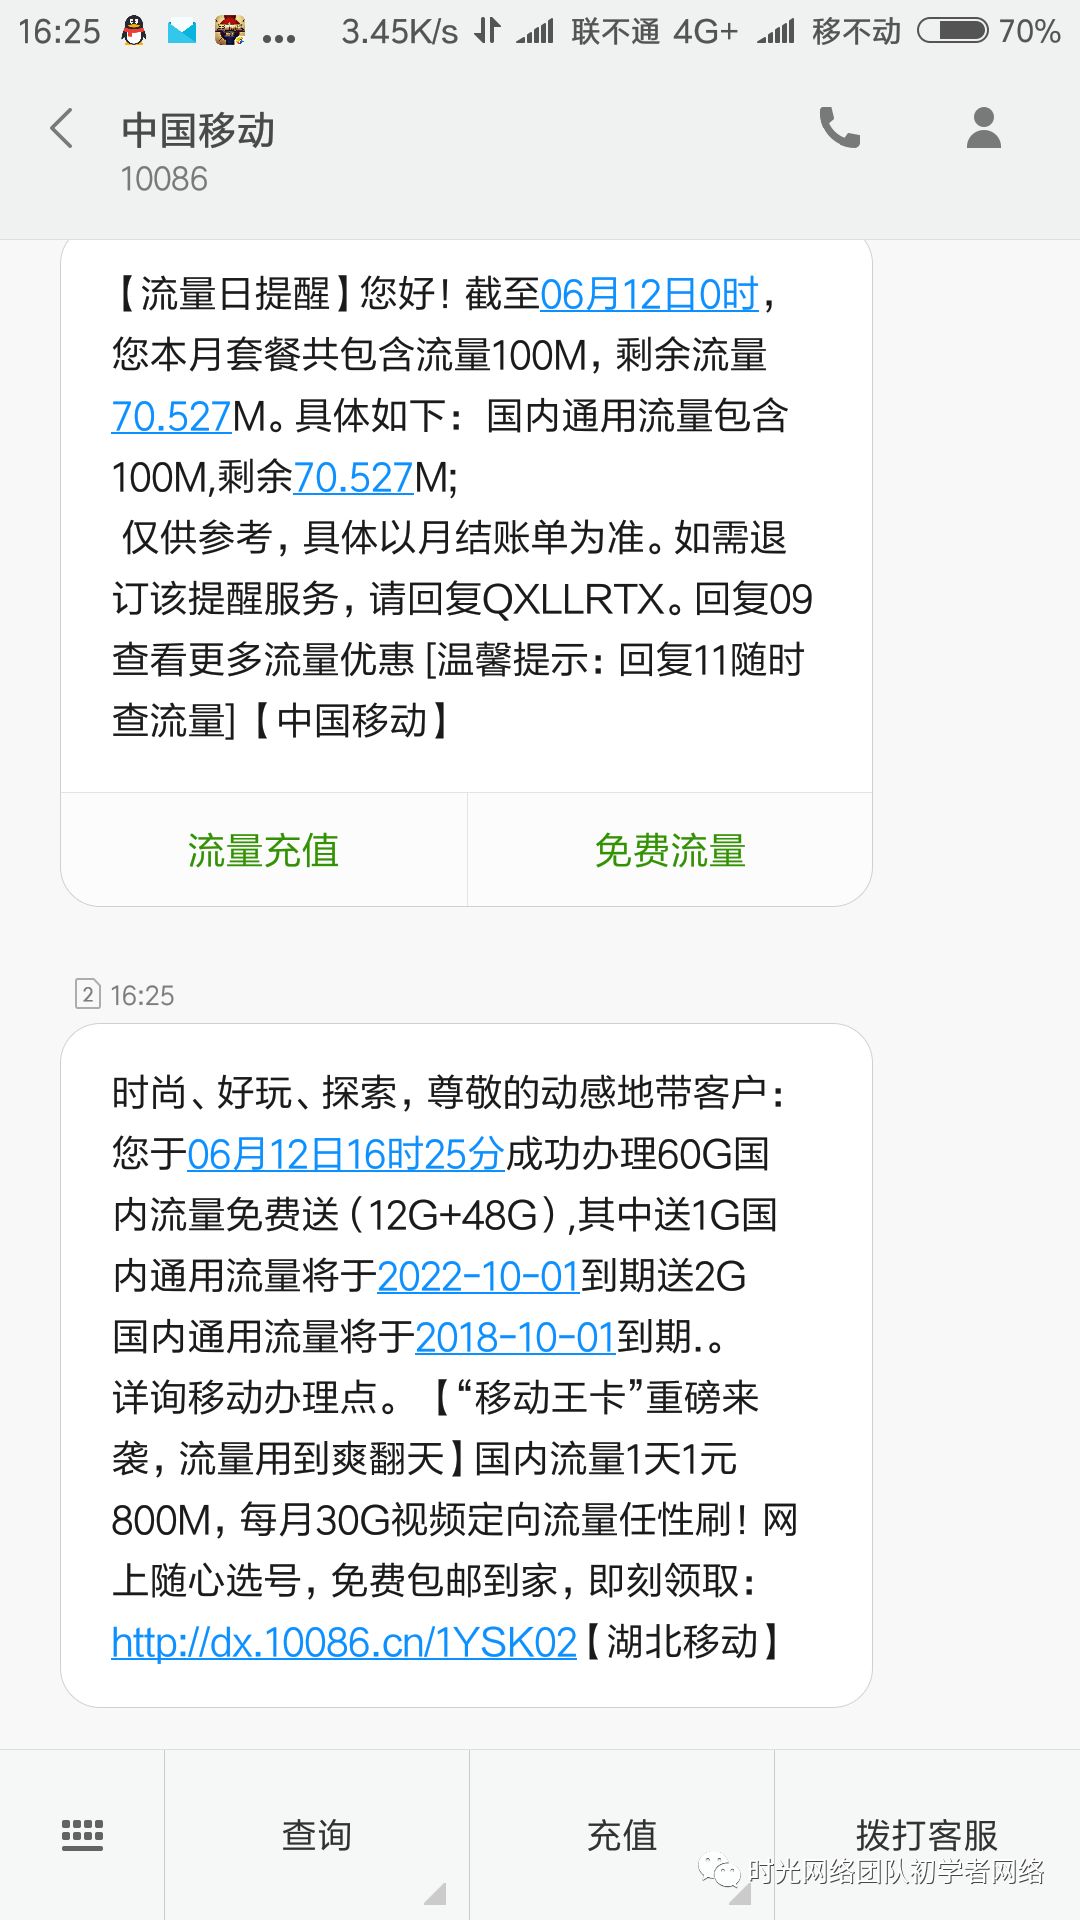 16:25 3.45K/s 联不通 4G+ 移不动 70%
中国移动
10086
【流量日提醒】您好！截至06月12日0时，
您本月套餐共包含流量100M，剩余流量
70.527M。具体如下：国内通用流量包含
100M,剩余70.527M;
仅供参考，具体以月结账单为准。如需退
订该提醒服务，请回复QXLLRTX。回复09
查看更多流量优惠 [温馨提示：回复11随时
查流量]【中国移动】
流量充值 免费流量
2 16:25
时尚、好玩、探索，尊敬的动感地带客户：
您于06月12日16时25分成功办理60G国
内流量免费送（12G+48G）,其中送1G国
内通用流量将于2022-10-01到期送2G
国内通用流量将于2018-10-01到期.。
详询移动办理点。【“移动王卡”重磅来
袭，流量用到爽翻天】国内流量1天1元
800M，每月30G视频定向流量任性刷！网
上随心选号，免费包邮到家，即刻领取：
http://dx.10086.cn/1YSK02【湖北移动】
查询 充值 拨打客服
时光网络团队初学者网络